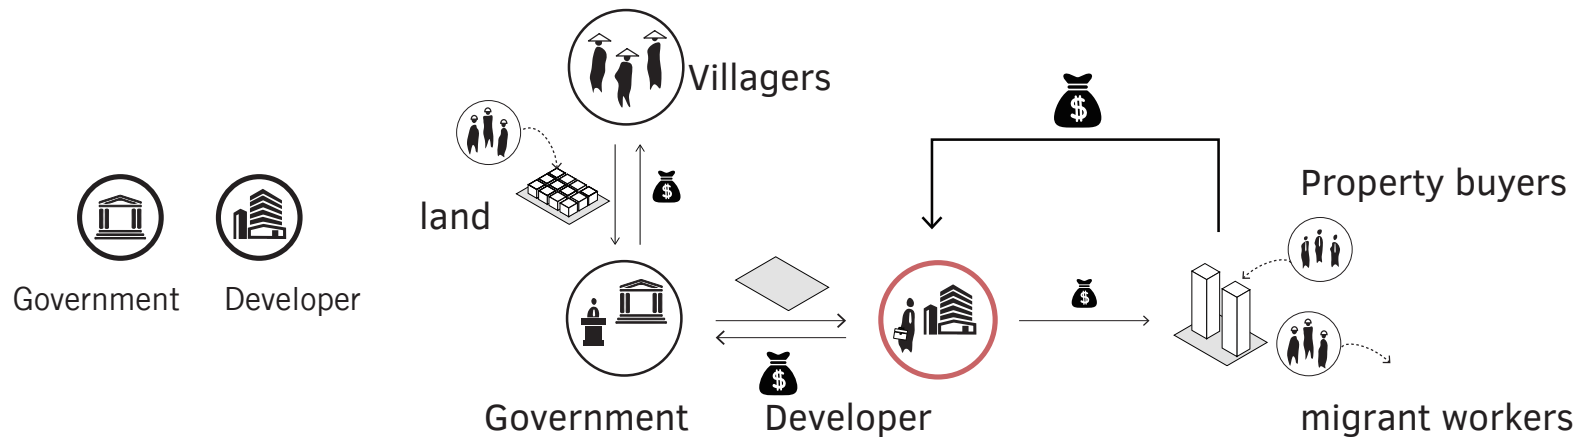 Villagers
Property buyers
land
Government
Developer
Government
Developer
migrant workers
$
$
$
$